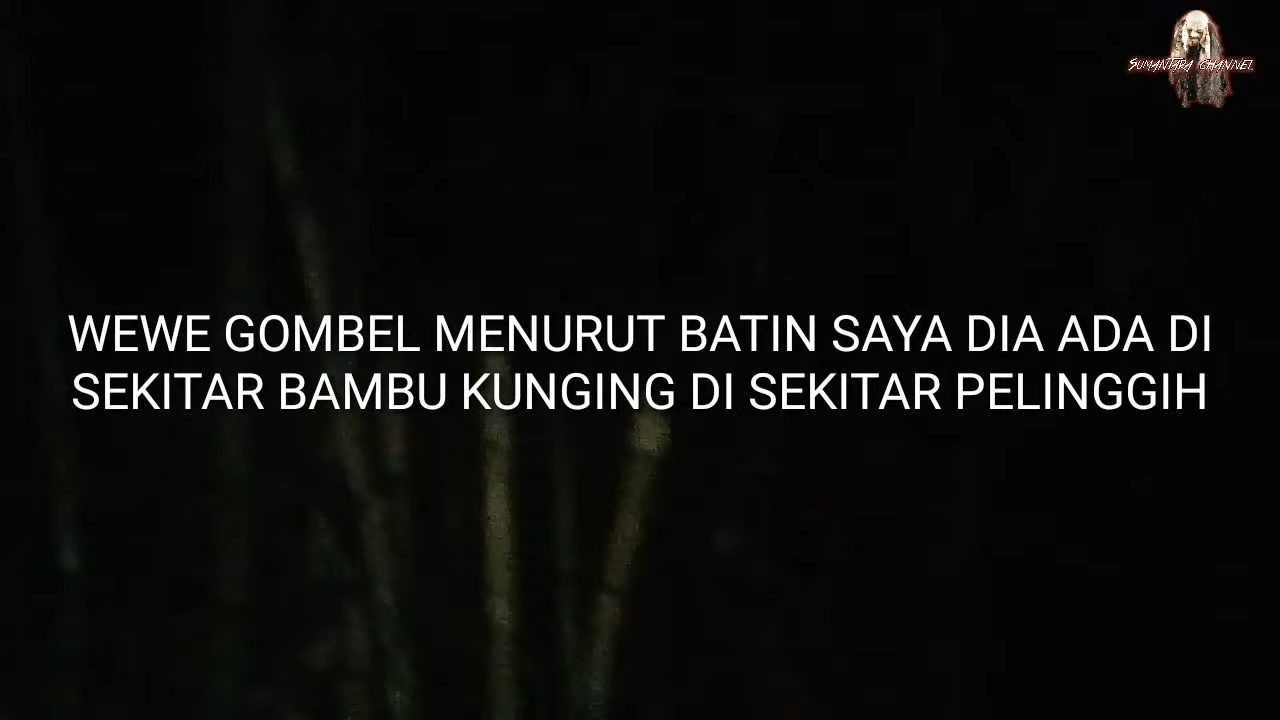 SUMANTARA CHANNEL
WEWE GOMBEL MENURUT BATIN SAYA DIA ADA DI
SEKITAR BAMBU KUNGING DI SEKITAR PELINGGIH